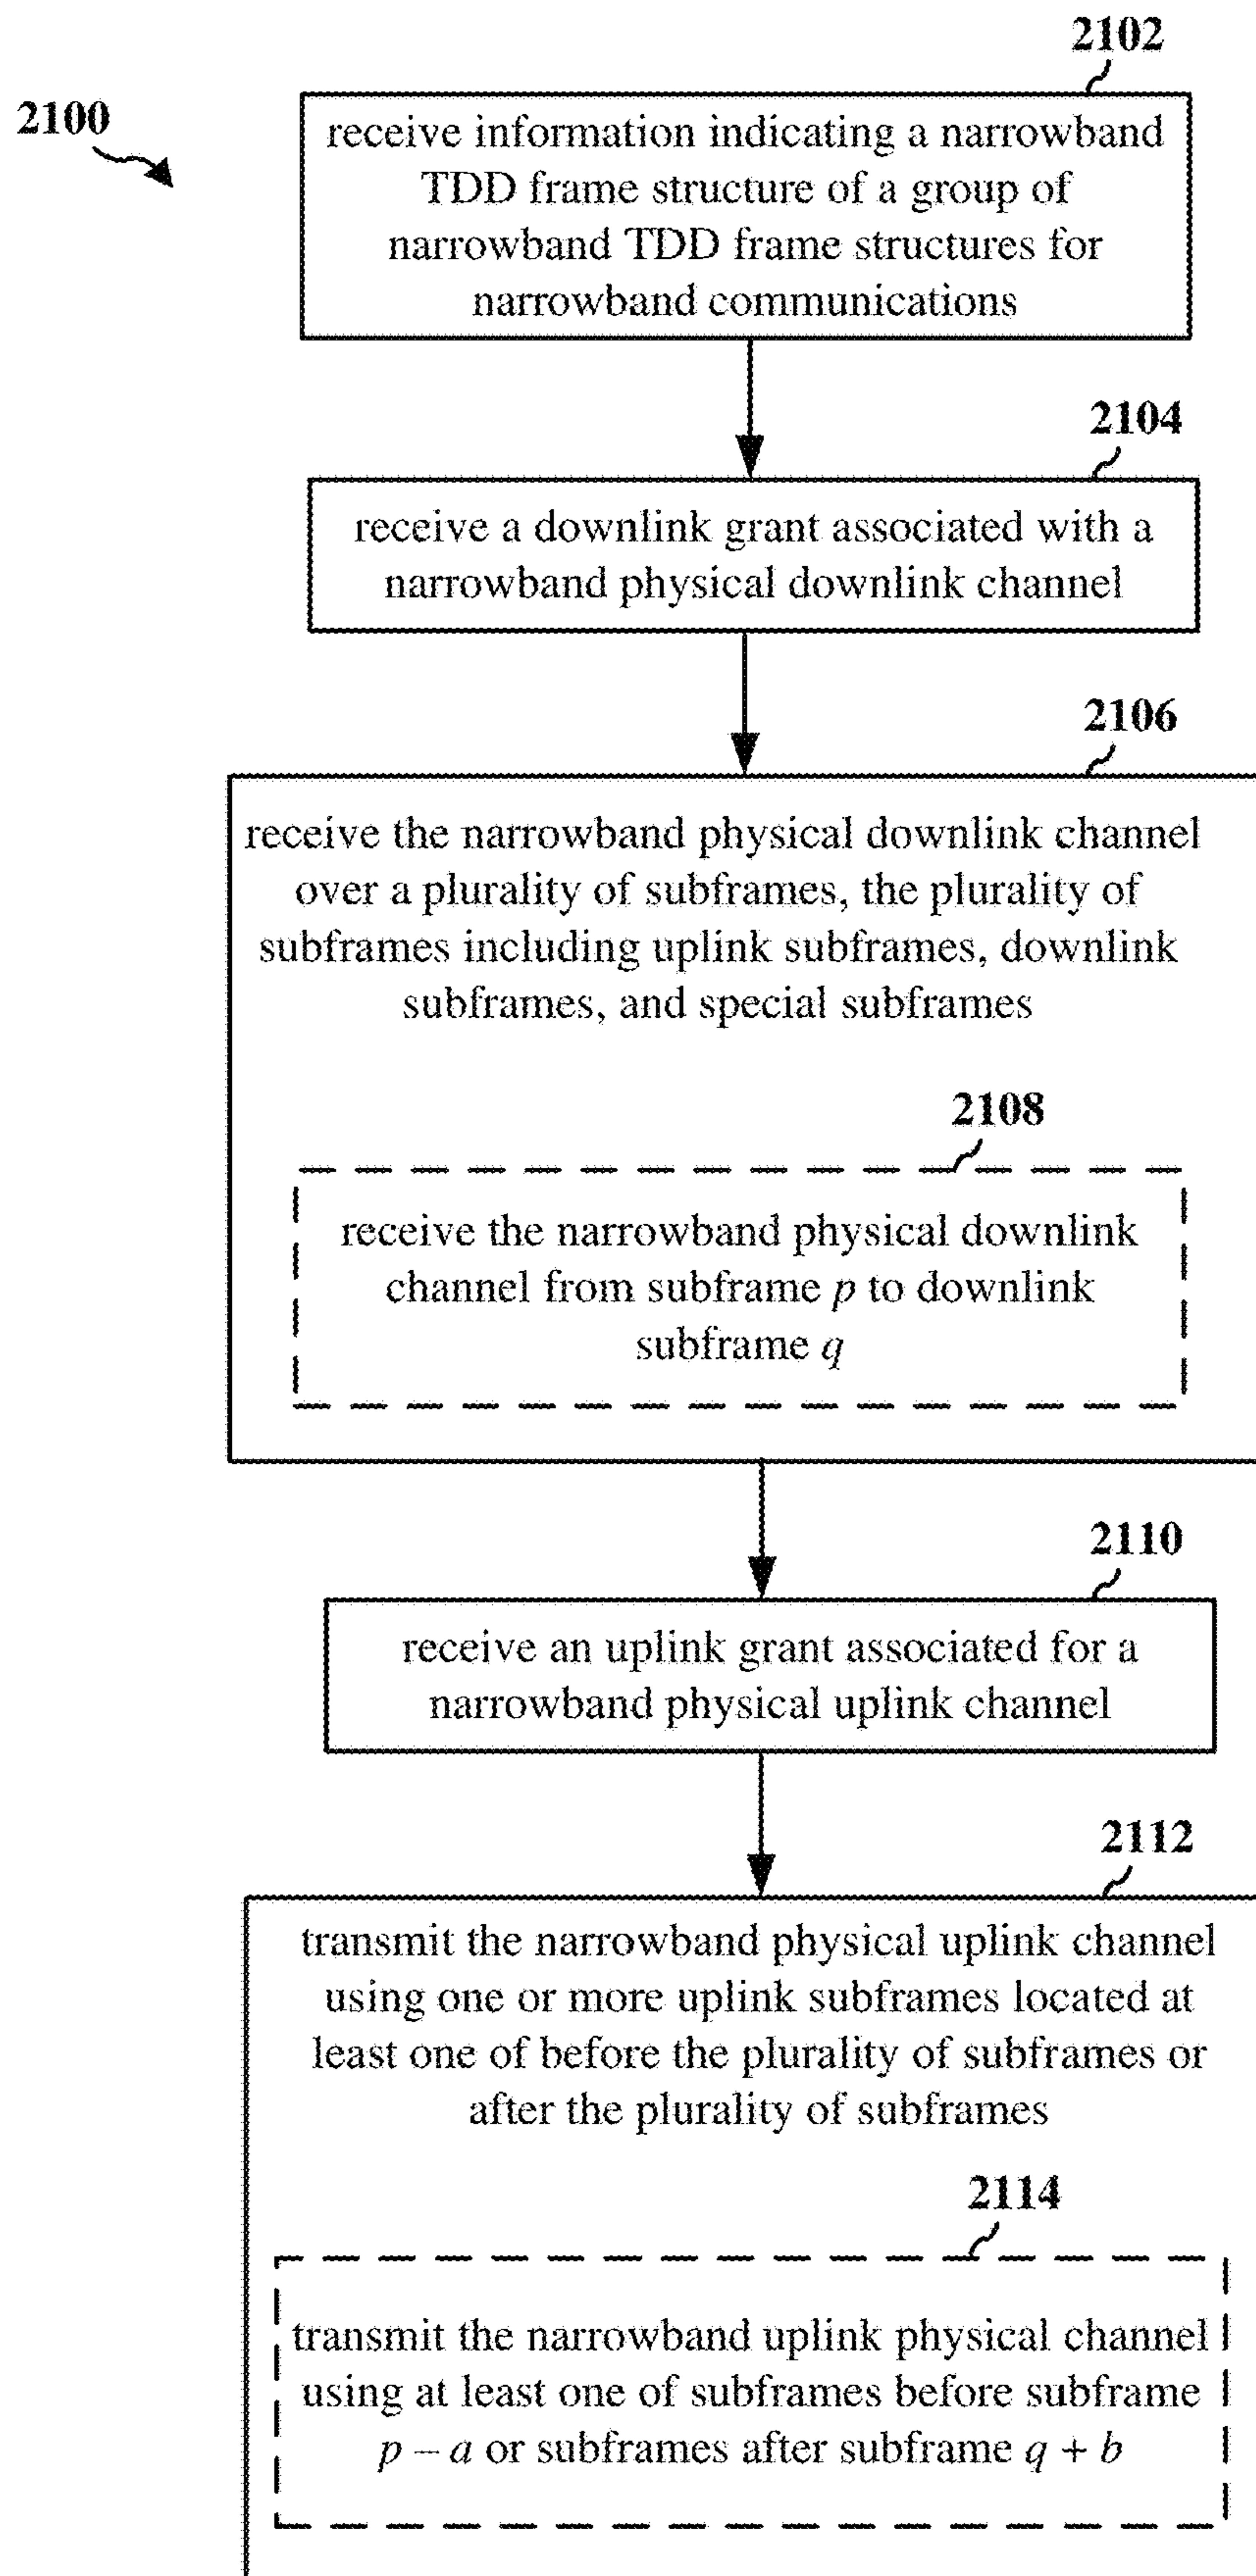 2100
2102
receive information indicating a narrowband
TDD frame structure of a group of
narrowband TDD frame structures for
narrowband communications
2104
receive a downlink grant associated with a
narrowband physical downlink channel
2106
receive the narrowband physical downlink channel
over a plurality of subframes, the plurality of
subframes including uplink subframes, downlink
subframes, and special subframes
2108
receive the narrowband physical downlink
channel from subframe p to downlink
subframe q
2110
receive an uplink grant associated for a
narrowband physical uplink channel
2112
transmit the narrowband physical uplink channel
using one or more uplink subframes located at
least one of before the plurality of subframes or
after the plurality of subframes
2114
transmit the narrowband uplink physical channel
using at least one of subframes before subframe
p – a or subframes after subframe q + b